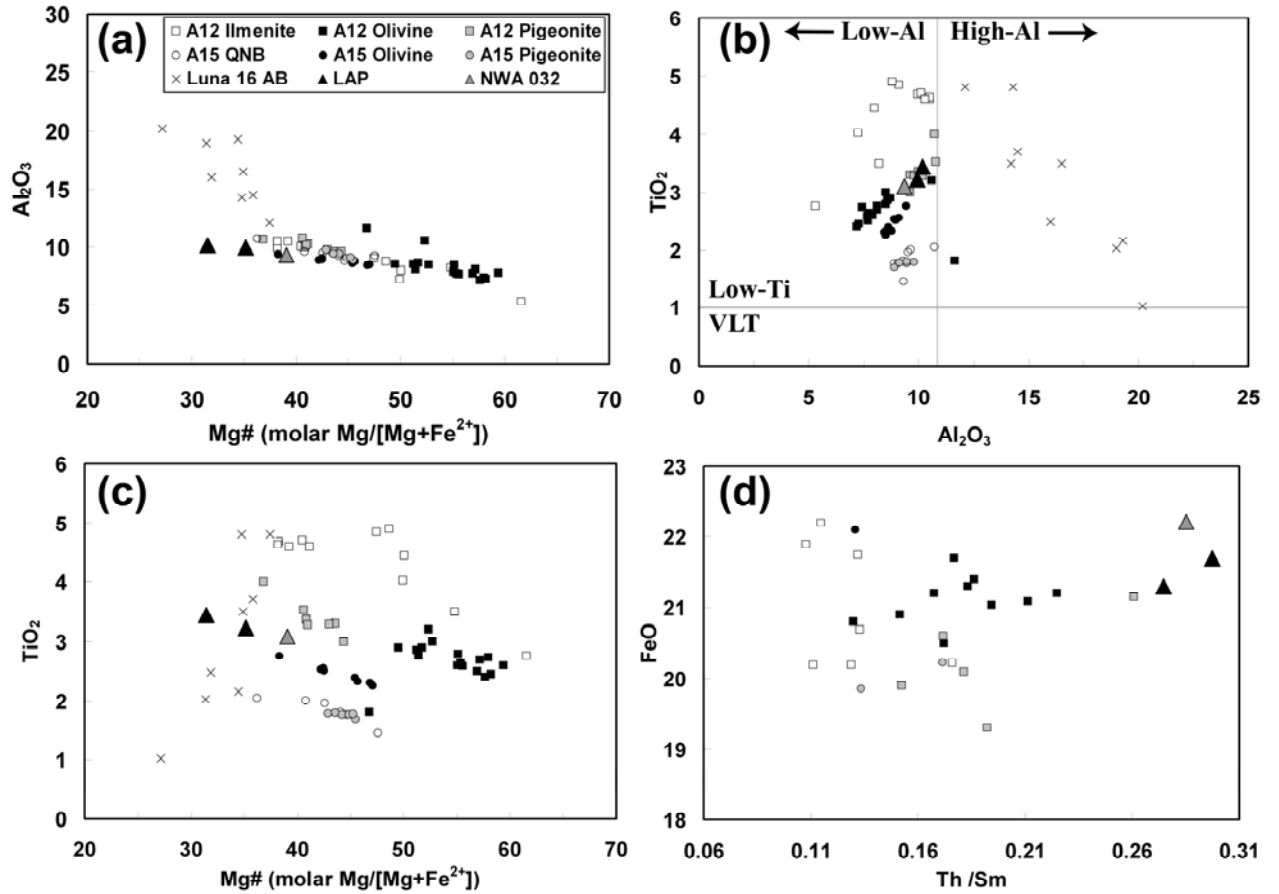 (a)
A12 Ilmenite A12 Olivine A12 Pigeonite
A15 QNB A15 Olivine A15 Pigeonite
Luna 16 AB LAP NWA 032
30
25
20
15
10
5
0
Al₂O₃
20 30 40 50 60 70
Mg# (molar Mg/[Mg+Fe²⁺])
(b)
Low-Al High-Al
6
5
4
3
2
1
0
TiO₂
Low-Ti
VLT
0 5 10 15 20 25
Al₂O₃
(c)
6
5
4
3
2
1
0
TiO₂
20 30 40 50 60 70
Mg# (molar Mg/[Mg+Fe²⁺])
(d)
23
22
21
20
19
18
FeO
0.06 0.11 0.16 0.21 0.26 0.31
Th /Sm